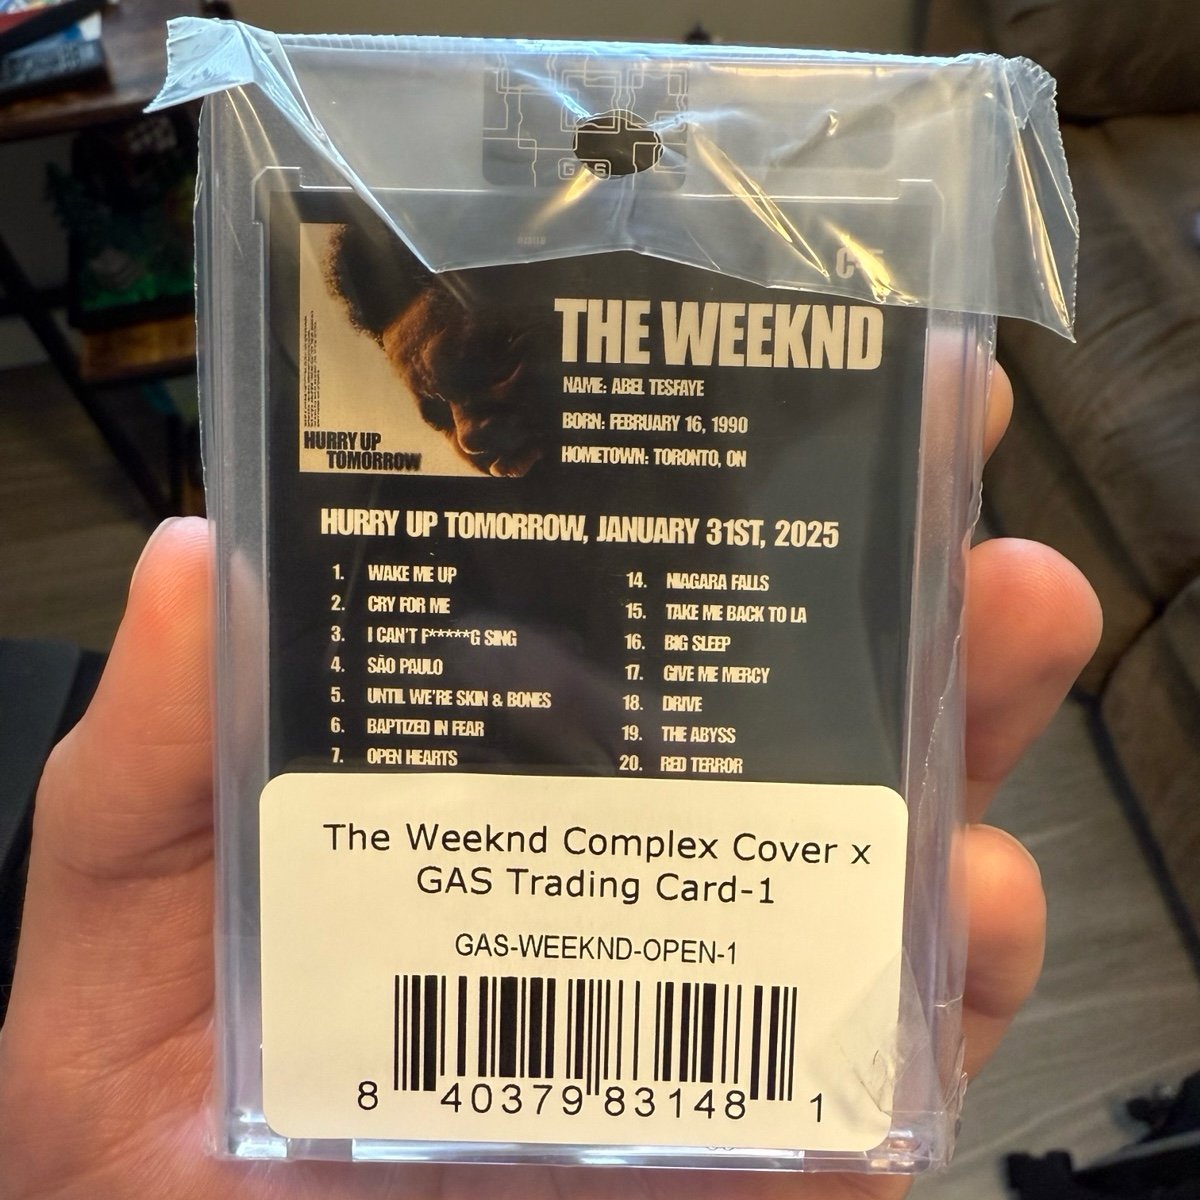 GAS
THE WEEKND
NAME: ABEL TESFAYE
BORN: FEBRUARY 16, 1990
HOMETOWN: TORONTO, ON
HURRY UP
TOMORROW
HURRY UP TOMORROW, JANUARY 31ST, 2025
1. WAKE ME UP
2. CRY FOR ME
3. I CAN'T F*****G SING
4. SÃO PAULO
5. UNTIL WE'RE SKIN & BONES
6. BAPTIZED IN FEAR
7. OPEN HEARTS
14. NIAGARA FALLS
15. TAKE ME BACK TO LA
16. BIG SLEEP
17. GIVE ME MERCY
18. DRIVE
19. THE ABYSS
20. RED TERROR
The Weeknd Complex Cover x
GAS Trading Card-1
GAS-WEEKND-OPEN-1
8 40379 83148 1